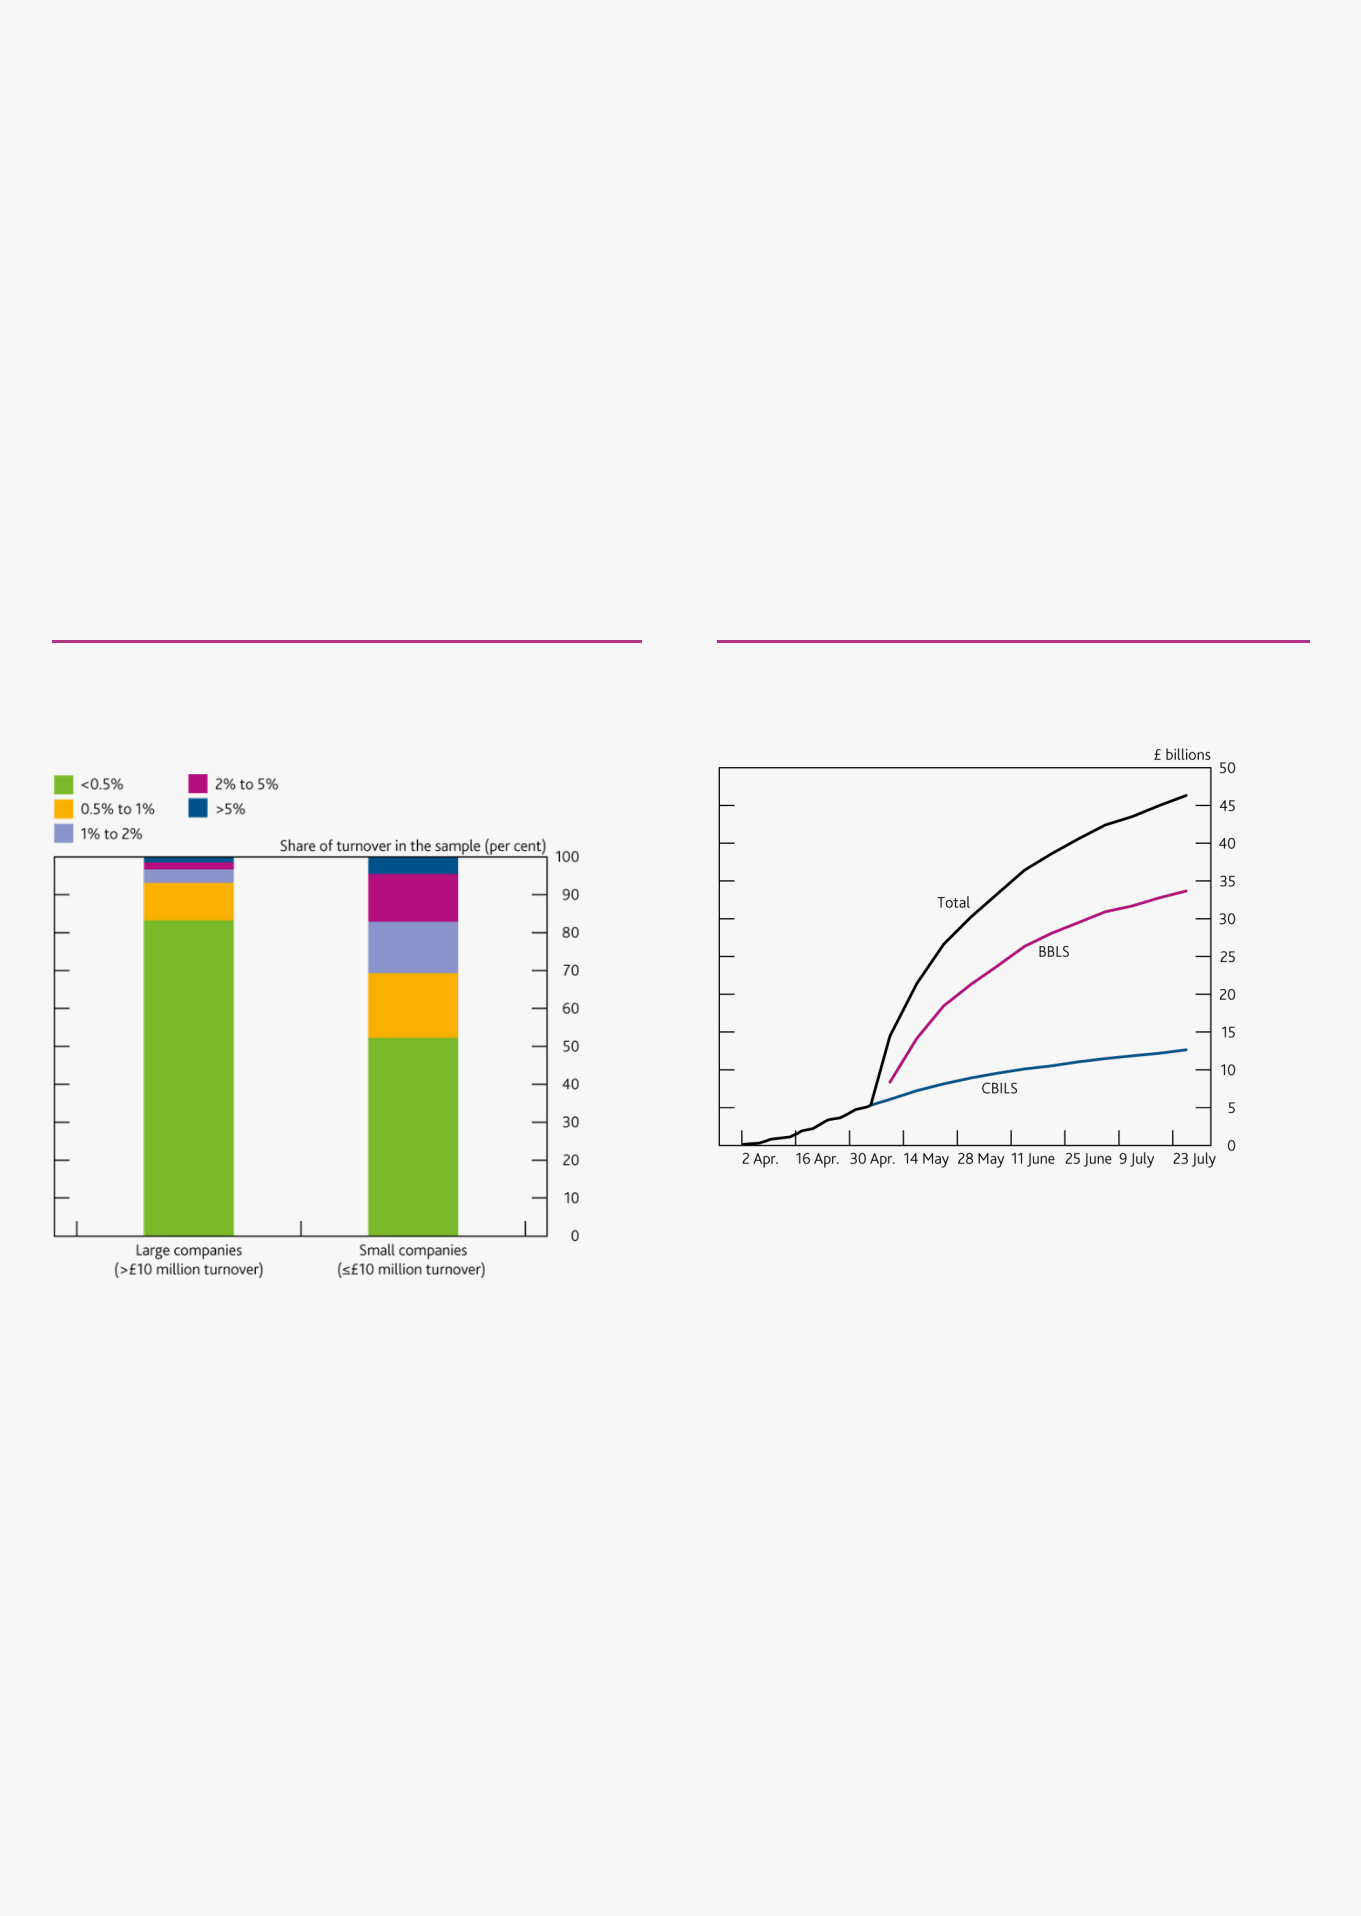 <0.5%
2% to 5%
0.5% to 1%
>5%
1% to 2%
Share of turnover in the sample (per cent)
100
90
80
70
60
50
40
30
20
10
0
Large companies
(>£10 million turnover)
Small companies
(≤£10 million turnover)
£ billions
50
45
40
35
30
25
20
15
10
5
0
Total
BBLS
CBILS
2 Apr. 16 Apr. 30 Apr. 14 May 28 May 11 June 25 June 9 July 23 July